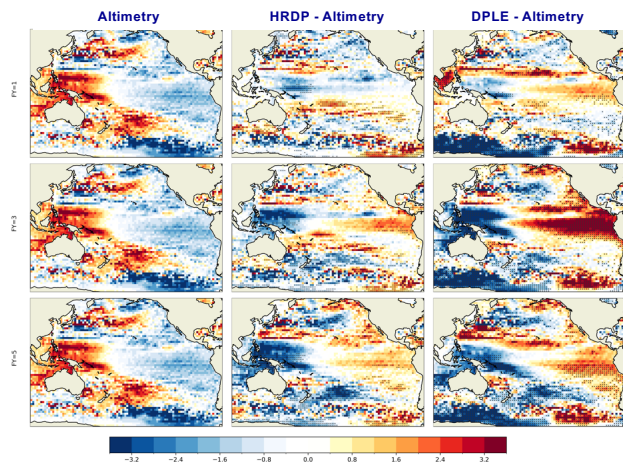 Altimetry HRDP - Altimetry DPLE - Altimetry
FY=1
FY=3
FY=5
−3.2 −2.4 −1.6 −0.8 0.0 0.8 1.6 2.4 3.2